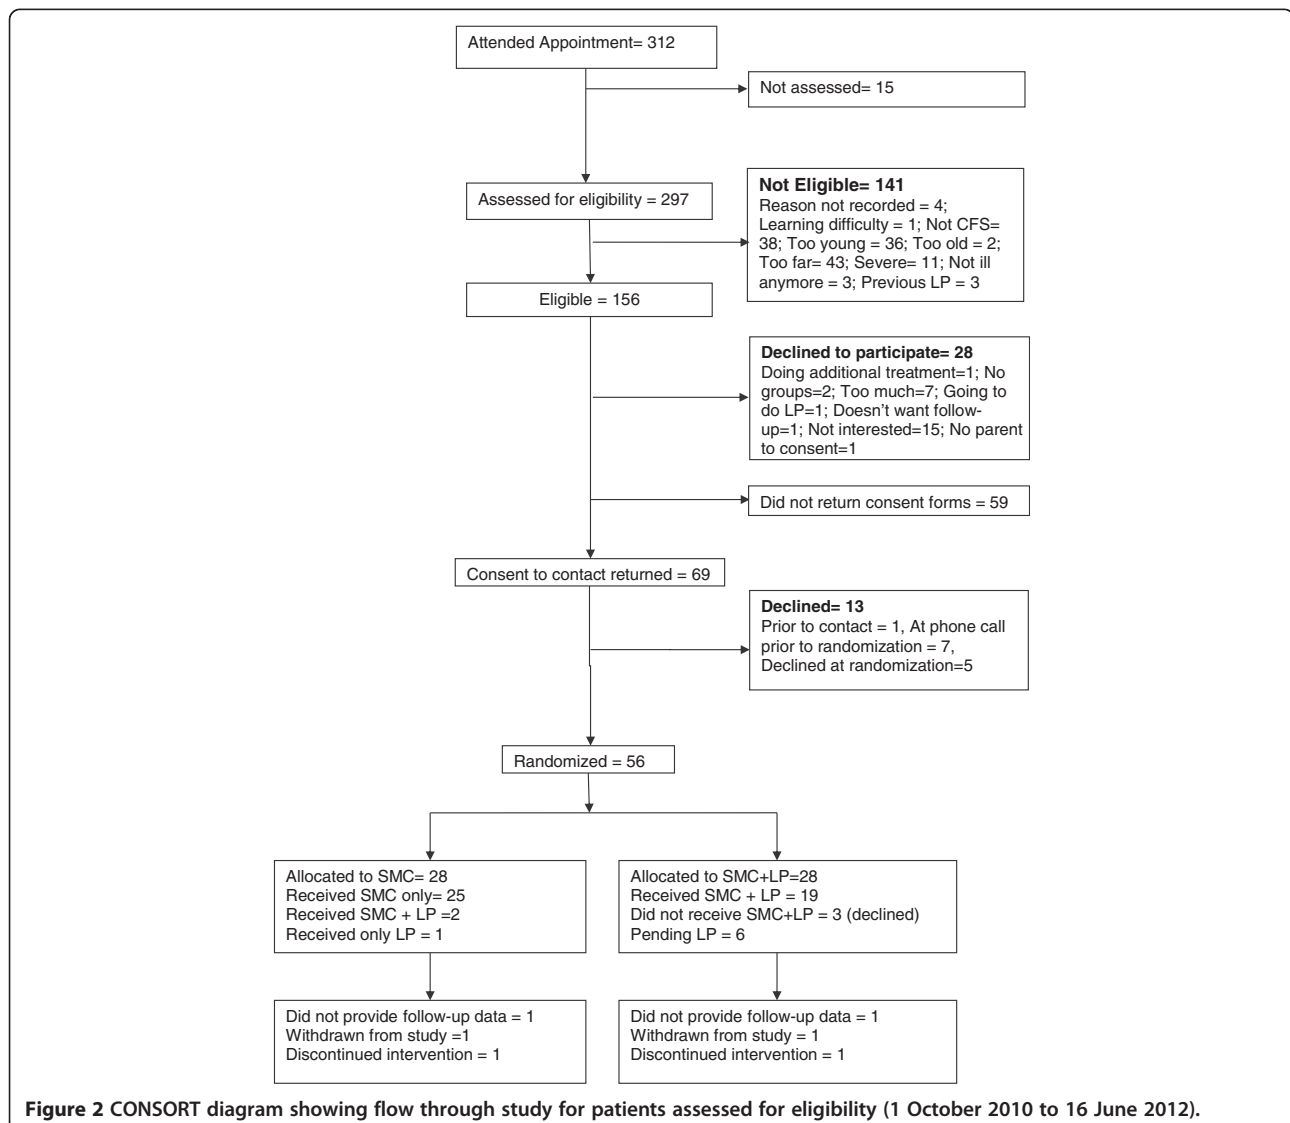 Attended Appointment= 312
Not assessed= 15
Assessed for eligibility = 297
Not Eligible= 141
Reason not recorded = 4;
Learning difficulty = 1; Not CFS=
38; Too young = 36; Too old = 2;
Too far= 43; Severe= 11; Not ill
anymore = 3; Previous LP = 3
Eligible = 156
Declined to participate= 28
Doing additional treatment=1; No
groups=2; Too much=7; Going to
do LP=1; Doesn't want follow-
up=1; Not interested=15; No parent
to consent=1
Did not return consent forms = 59
Consent to contact returned = 69
Declined= 13
Prior to contact = 1, At phone call
prior to randomization = 7,
Declined at randomization=5
Randomized = 56
Allocated to SMC= 28
Received SMC only= 25
Received SMC + LP =2
Received only LP = 1
Allocated to SMC+LP=28
Received SMC + LP = 19
Did not receive SMC+LP = 3 (declined)
Pending LP = 6
Did not provide follow-up data = 1
Withdrawn from study =1
Discontinued intervention = 1
Did not provide follow-up data = 1
Withdrawn from study = 1
Discontinued intervention = 1
Figure 2 CONSORT diagram showing flow through study for patients assessed for eligibility (1 October 2010 to 16 June 2012).